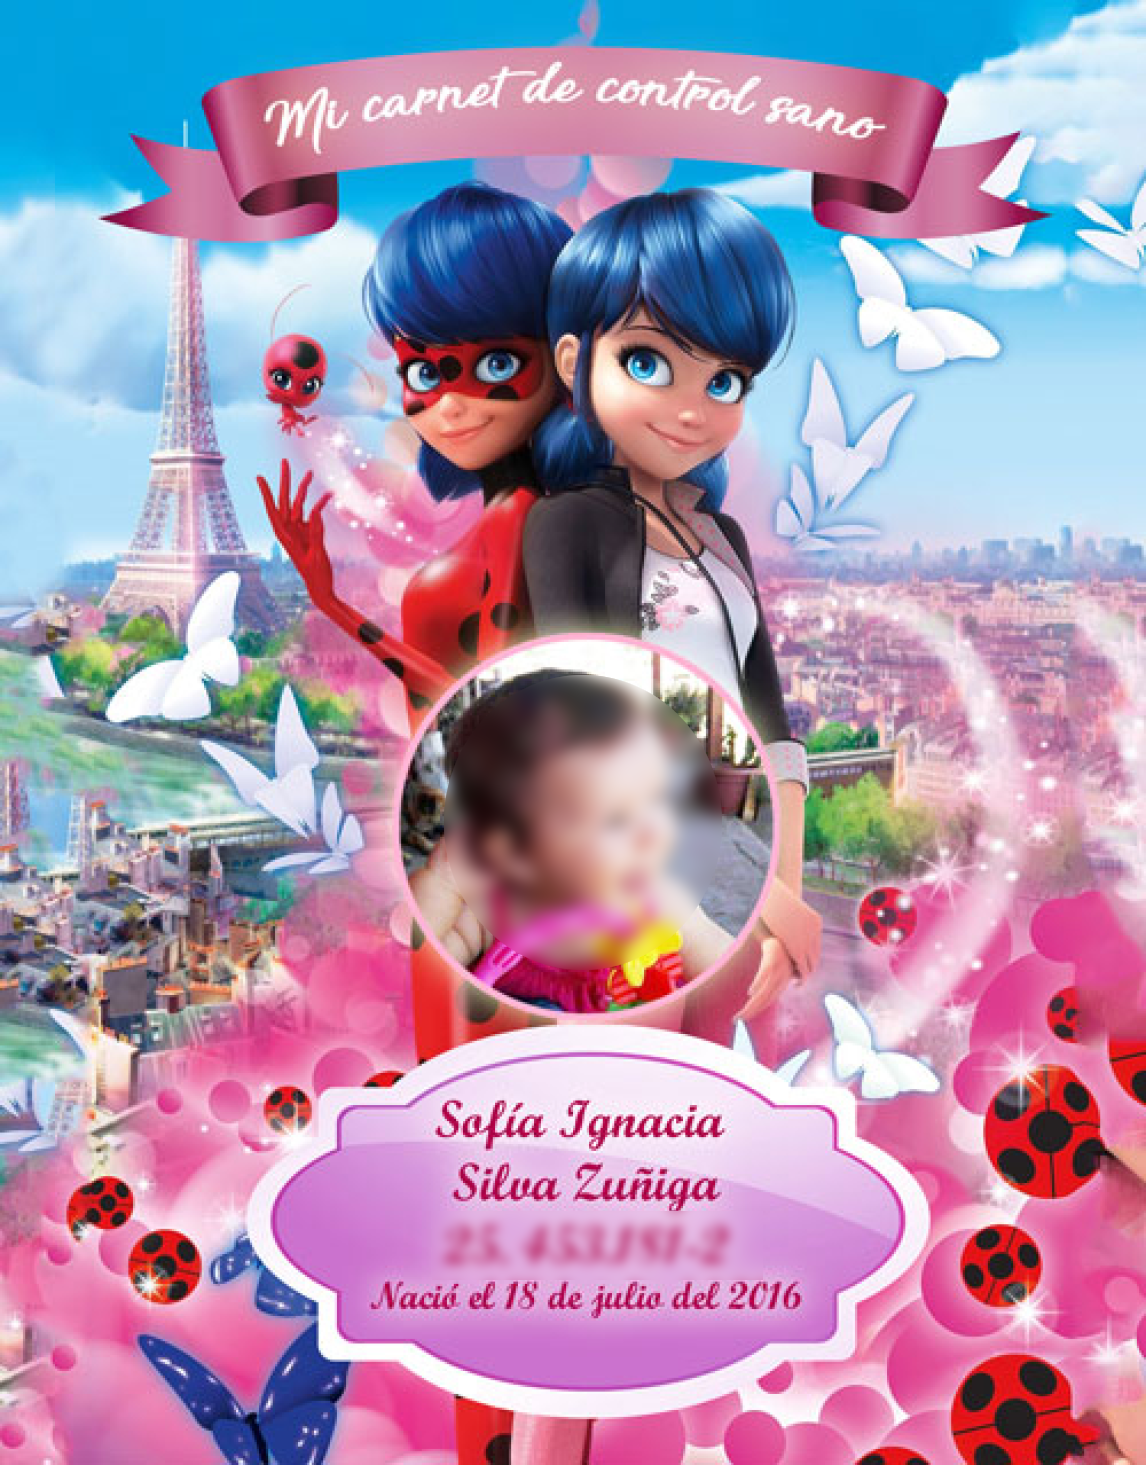 Mi carnet de control sano
Sofía Ignacia
Silva Zuñiga
Nació el 18 de julio del 2016